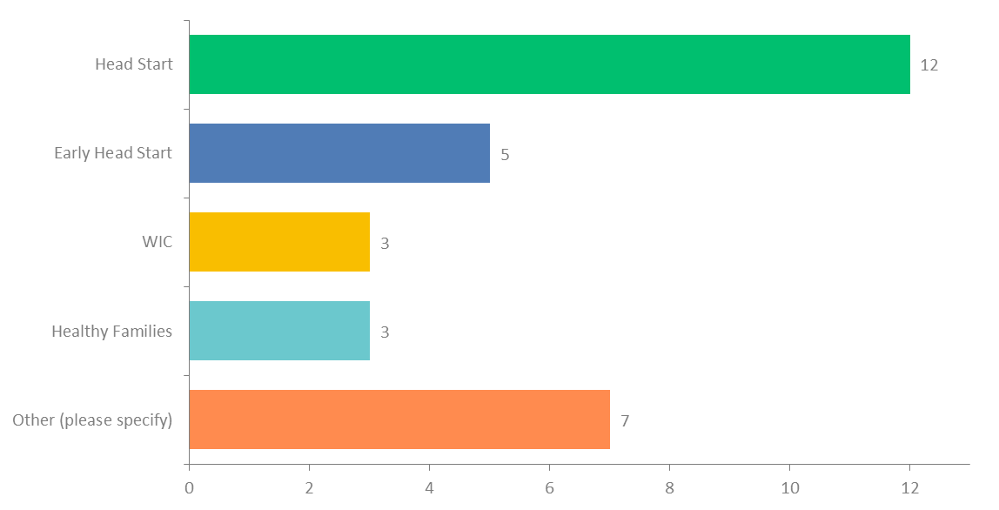 Head Start
12
Early Head Start
5
WIC
3
Healthy Families
3
Other (please specify)
7
0 2 4 6 8 10 12